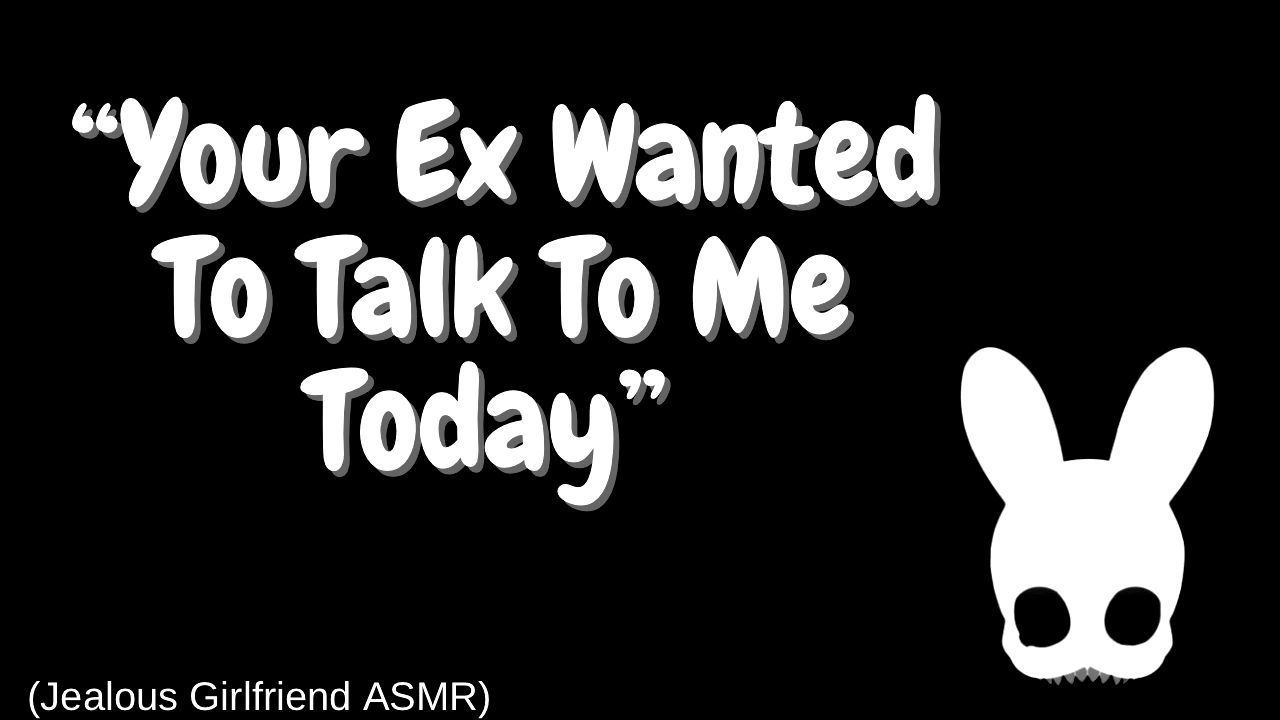 “Your Ex Wanted
To Talk To Me
Today”
(Jealous Girlfriend ASMR)